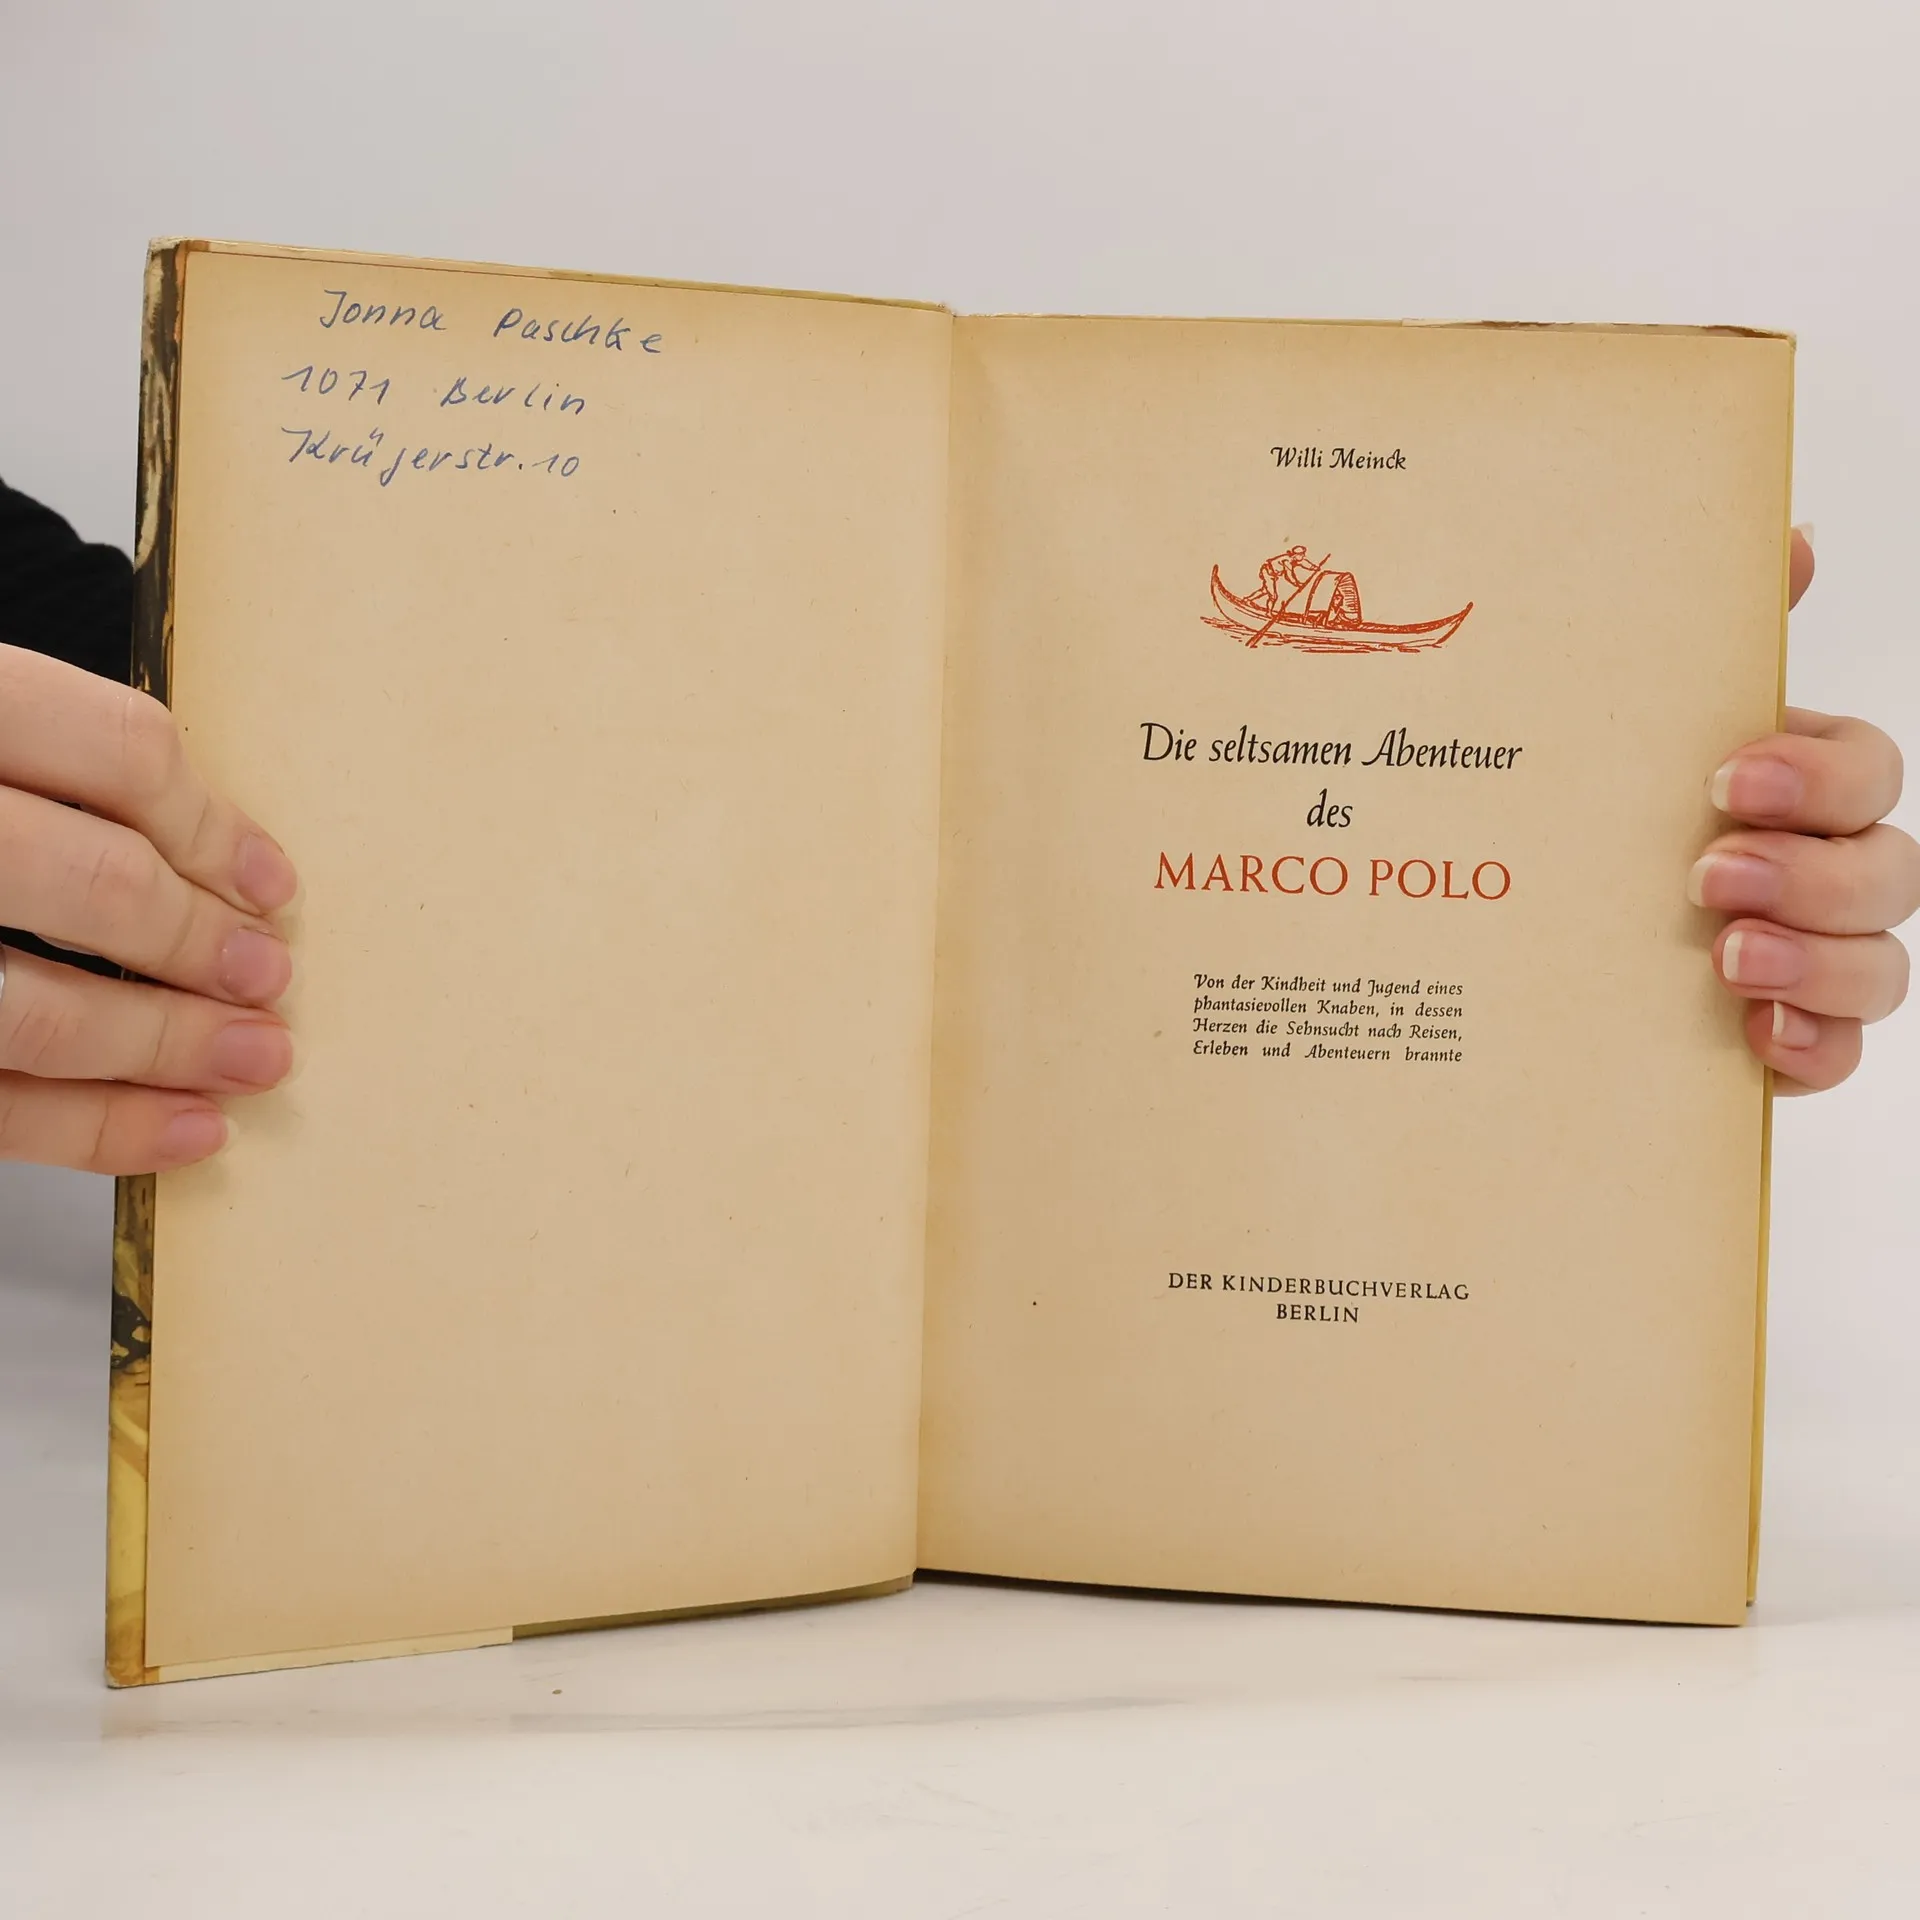 Jonna Paschke
1071 Berlin
Krügerstr. 10
Willi Meinck
Die seltsamen Abenteuer
des
MARCO POLO
Von der Kindheit und Jugend eines
phantasievollen Knaben, in dessen
Herzen die Sehnsucht nach Reisen,
Erleben und Abenteuern brannte
DER KINDERBUCHVERLAG
BERLIN